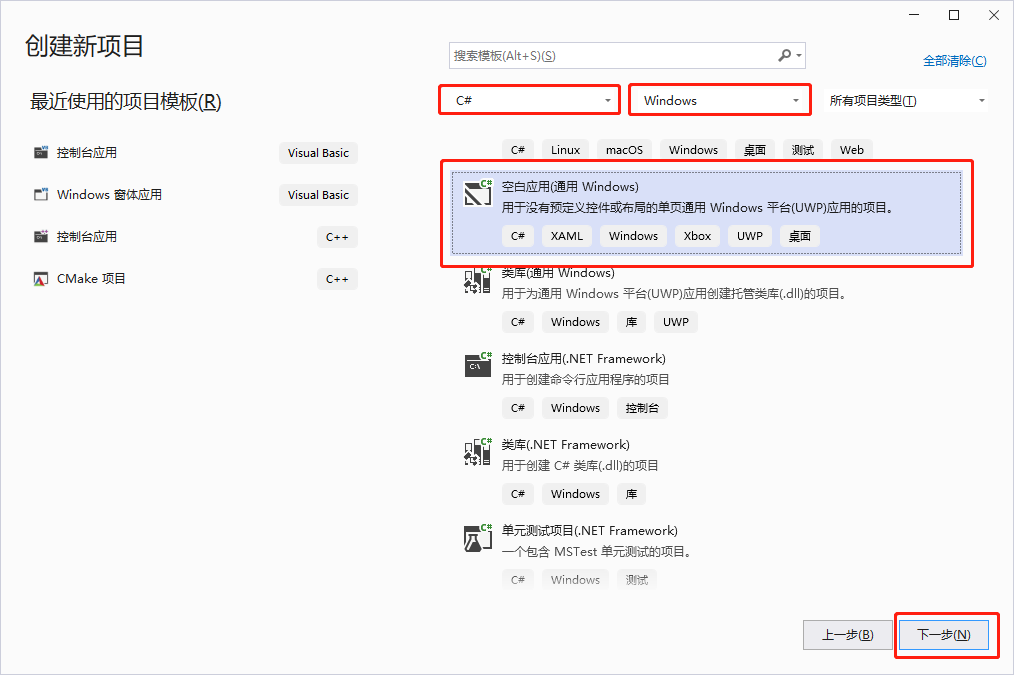 创建新项目
搜索模板(Alt+S)(S)
全部清除(C)
最近使用的项目模板(R)
C#
Windows
所有项目类型(T)
控制台应用
Visual Basic
Windows 窗体应用
Visual Basic
控制台应用
C++
CMake 项目
C++
C# Linux macOS Windows 桌面 测试 Web
空白应用(通用 Windows)
用于没有预定义控件或布局的单页通用 Windows 平台(UWP)应用的项目。
C# XAML Windows Xbox UWP 桌面
类库(通用 Windows)
用于为通用 Windows 平台(UWP)应用创建托管类库(.dll)的项目。
C# Windows 库 UWP
控制台应用(.NET Framework)
用于创建命令行应用程序的项目
C# Windows 控制台
类库(.NET Framework)
用于创建 C# 类库(.dll)的项目
C# Windows 库
单元测试项目(.NET Framework)
一个包含 MSTest 单元测试的项目。
C# Windows 测试
上一步(B)
下一步(N)